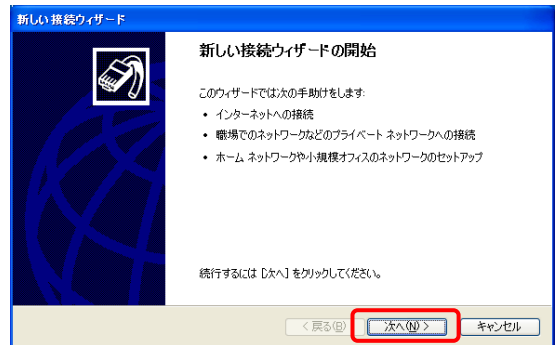 新しい接続ウィザード
新しい接続ウィザードの開始
このウィザードでは次の手助けをします:
• インターネットへの接続
• 職場でのネットワークなどのプライベート ネットワークへの接続
• ホーム ネットワークや小規模オフィスのネットワークのセットアップ
続行するには [次へ] をクリックしてください。
< 戻る(B) 次へ(N) > キャンセル